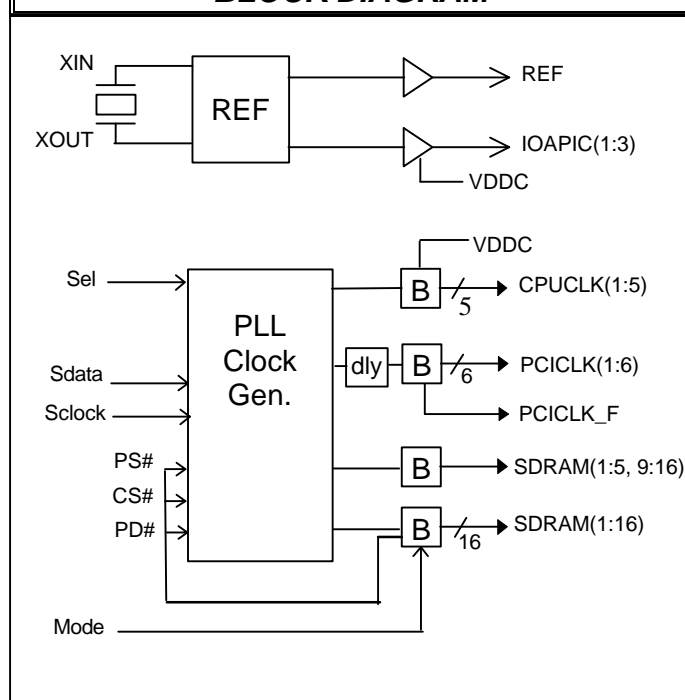 BLOCK DIAGRAM
XIN
XOUT
REF
REF
IOAPIC(1:3)
VDDC
VDDC
Sel
B
5
CPUCLK(1:5)
PLL
Clock
Gen.
dly
B
6
PCICLK(1:6)
PCICLK_F
Sdata
Sclock
PS#
CS#
PD#
B
SDRAM(1:5, 9:16)
B
16
SDRAM(1:16)
Mode